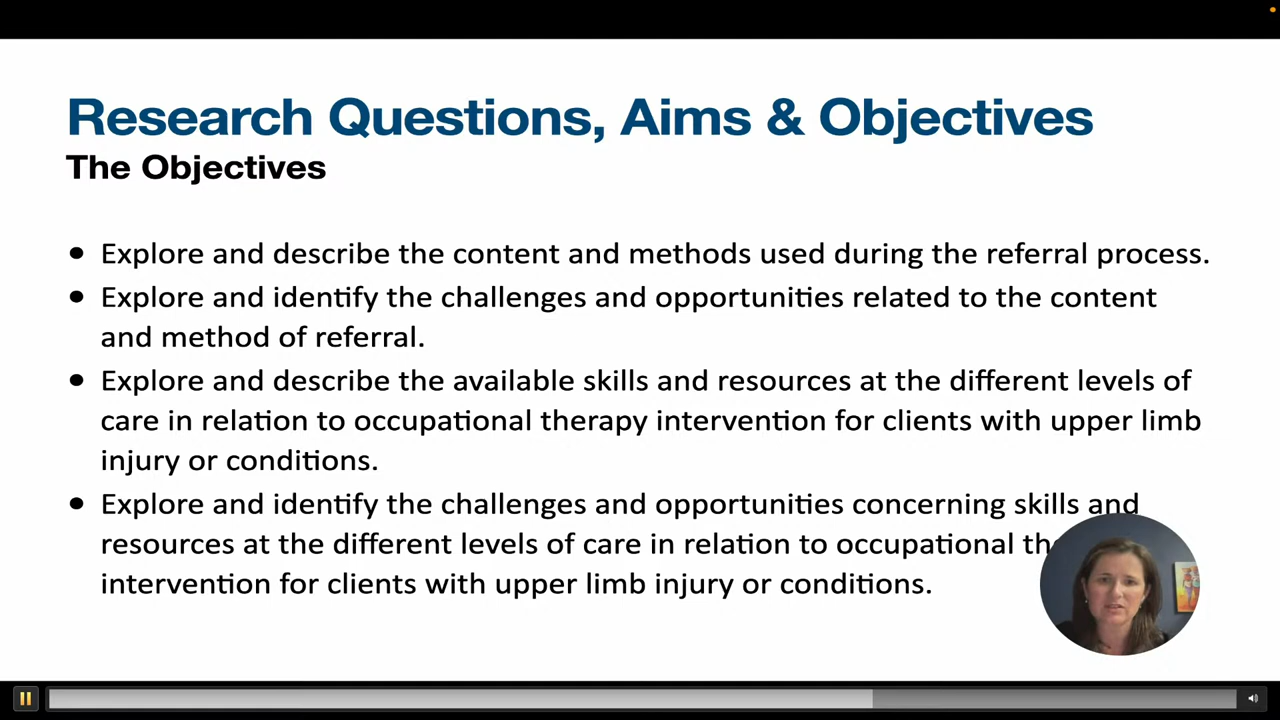 Research Questions, Aims & Objectives
The Objectives
• Explore and describe the content and methods used during the referral process.
• Explore and identify the challenges and opportunities related to the content
and method of referral.
• Explore and describe the available skills and resources at the different levels of
care in relation to occupational therapy intervention for clients with upper limb
injury or conditions.
• Explore and identify the challenges and opportunities concerning skills and
resources at the different levels of care in relation to occupational
intervention for clients with upper limb injury or conditions.